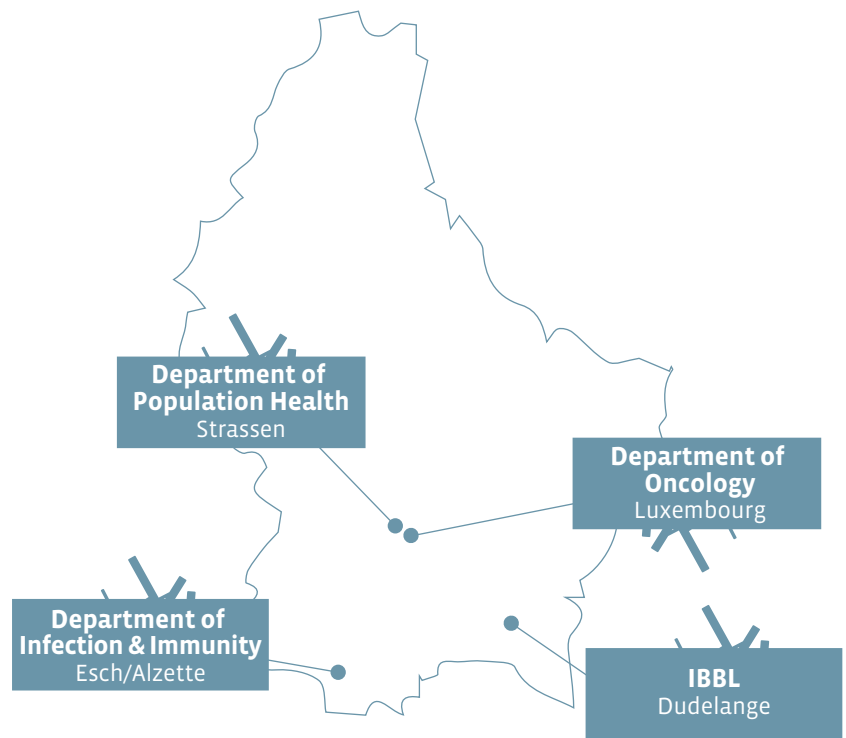 Department of
Population Health
Strassen
Department of
Oncology
Luxembourg
Department of
Infection & Immunity
Esch/Alzette
IBBL
Dudelange